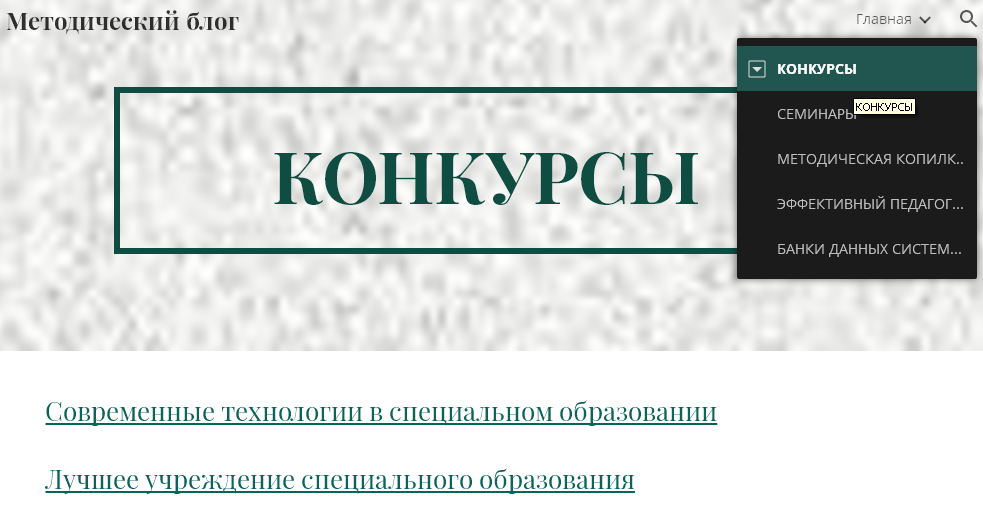 Методический блог
Главная
КОНКУРСЫ
КОНКУРСЫ
СЕМИНАРЫ
КОНКУРСЫ
МЕТОДИЧЕСКАЯ КОПИЛК..
ЭФФЕКТИВНЫЙ ПЕДАГОГ...
БАНКИ ДАННЫХ СИСТЕМ...
Современные технологии в специальном образовании
Лучшее учреждение специального образования